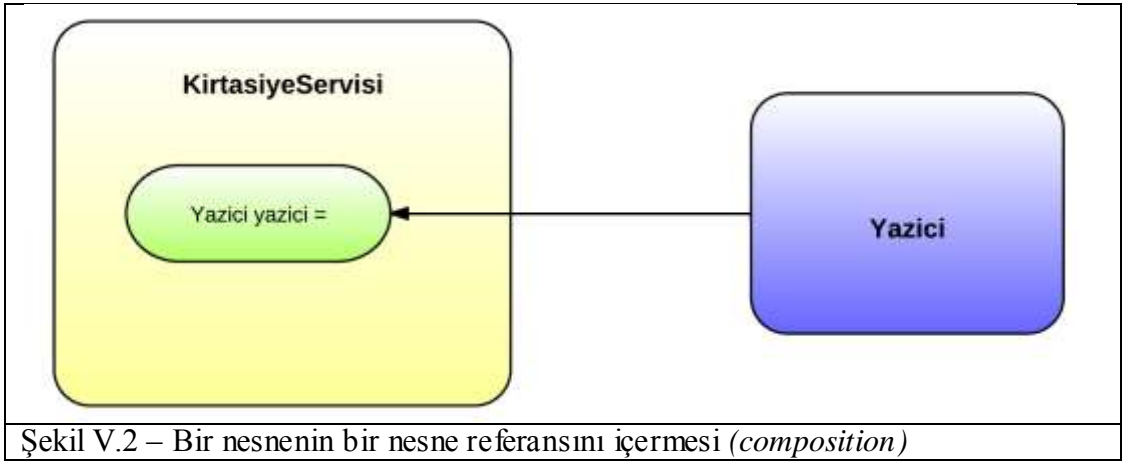 KirtasiyeServisi
Yazici yazici =
Yazici
Şekil V.2 – Bir nesnenin bir nesne referansını içermesi (composition)